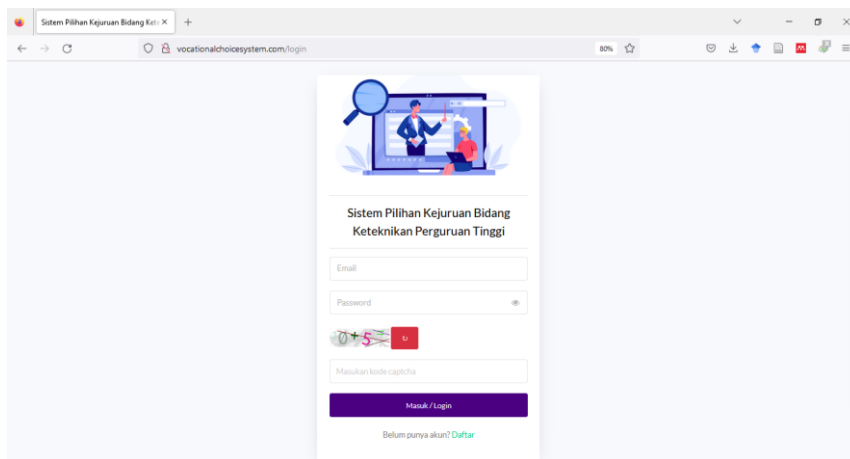 Sistem Pilihan Kejuruan Bidang Kete
vocationalchoicesystem.com/login
80%
Sistem Pilihan Kejuruan Bidang
Keteknikan Perguruan Tinggi
Email
Password
0+5=
Masukan kode captcha
Masuk / Login
Belum punya akun? Daftar